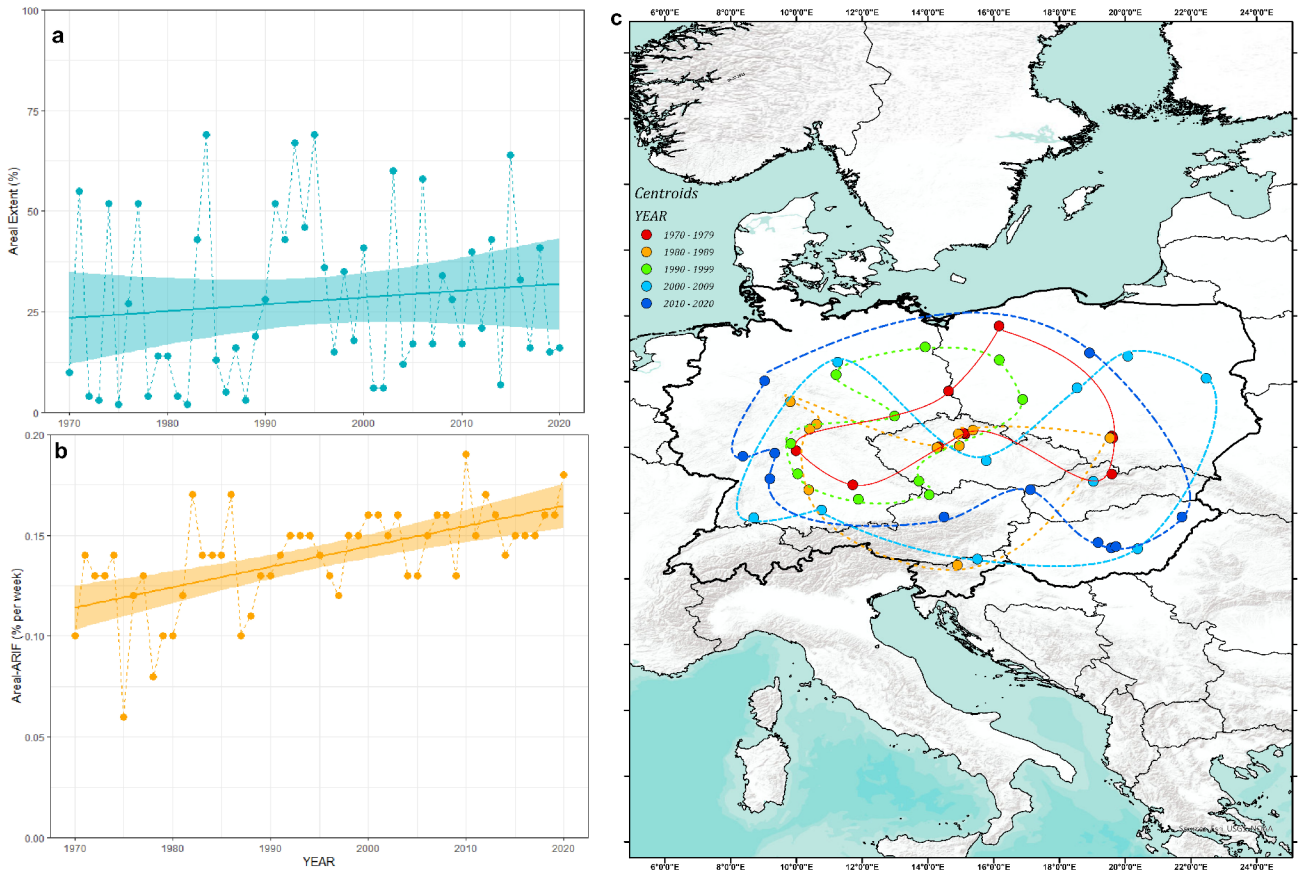 a
100
75
50
25
0
Areal Extent (%)
1970
1980
1990
2000
2010
2020
b
0.20
0.15
0.10
0.05
0.00
Areal-ARIF (% per week)
1970
1980
1990
2000
2010
2020
YEAR
c
6°0'0"E
8°0'0"E
10°0'0"E
12°0'0"E
14°0'0"E
16°0'0"E
18°0'0"E
20°0'0"E
22°0'0"E
24°0'0"E
Centroids
YEAR
1970 - 1979
1980 - 1989
1990 - 1999
2000 - 2009
2010 - 2020
6°0'0"E
8°0'0"E
10°0'0"E
12°0'0"E
14°0'0"E
16°0'0"E
18°0'0"E
20°0'0"E
22°0'0"E
24°0'0"E